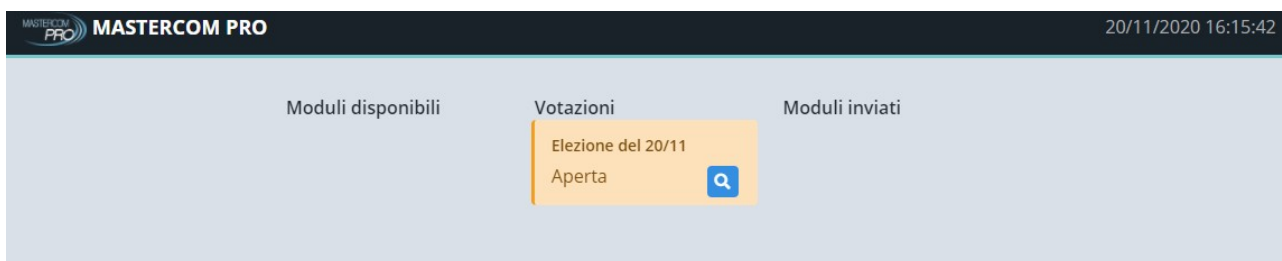 MASTERCOM
PRO
MASTERCOM PRO
20/11/2020 16:15:42
Moduli disponibili
Votazioni
Moduli inviati
Elezione del 20/11
Aperta